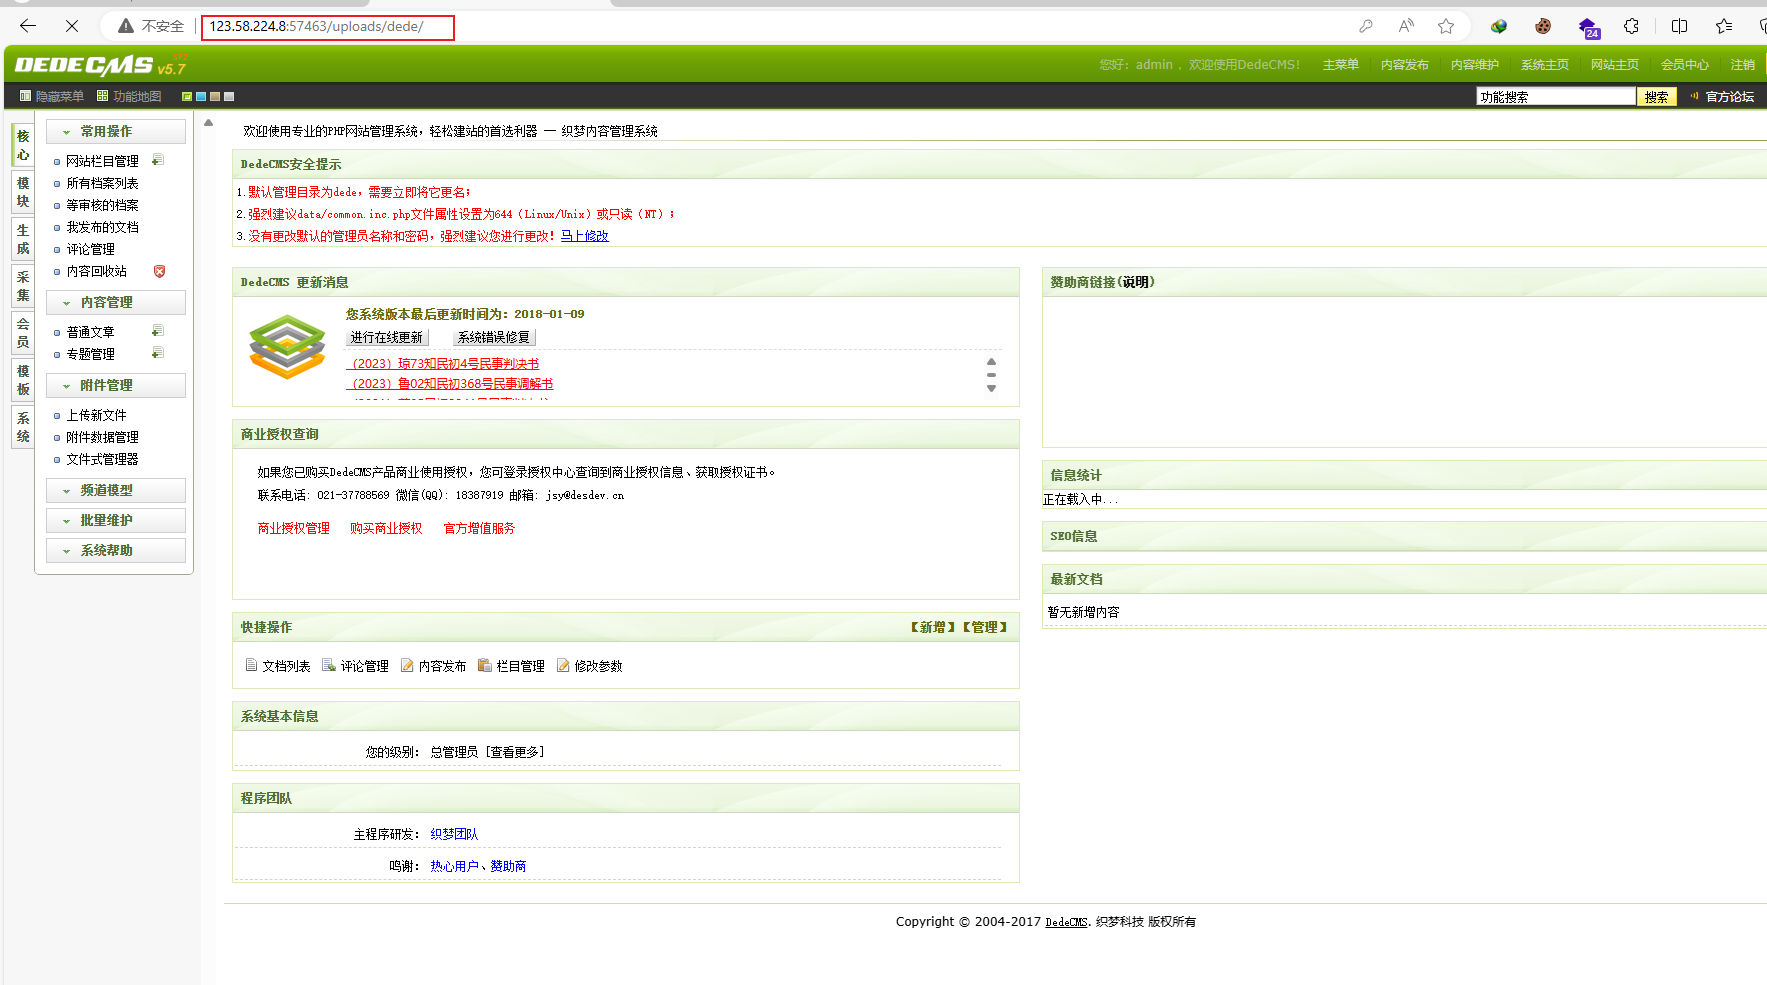 不安全
123.58.224.8:57463/uploads/dede/
24
DEDECMS v5.7
您好：admin ，欢迎使用DedeCMS！ 主菜单 内容发布 内容维护 系统主页 网站主页 会员中心 注销
隐藏菜单 功能地图
功能搜索 搜索 官方论坛
核心
模块
生成
采集
会员
模板
系统
常用操作
网站栏目管理
所有档案列表
等审核的档案
我发布的文档
评论管理
内容回收站
内容管理
普通文章
专题管理
附件管理
上传新文件
附件数据管理
文件式管理器
频道模型
批量维护
系统帮助
欢迎使用专业的PHP网站管理系统，轻松建站的首选利器 — 织梦内容管理系统
DedeCMS安全提示
1.默认管理目录为dede，需要立即将它更名；
2.强烈建议data/common.inc.php文件属性设置为644（Linux/Unix）或只读（NT）；
3.没有更改默认的管理员名称和密码，强烈建议您进行更改！马上修改
DedeCMS 更新消息
您系统版本最后更新时间为：2018-01-09
进行在线更新 系统错误修复
（2023）琼73知民初4号民事判决书
（2023）鲁02知民初368号民事调解书
商业授权查询
如果您已购买DedeCMS产品商业使用授权，您可登录授权中心查询到商业授权信息、获取授权证书。
联系电话: 021-37788569 微信(QQ): 18387919 邮箱: jsy@desdev.cn
商业授权管理 购买商业授权 官方增值服务
快捷操作 【新增】【管理】
文档列表 评论管理 内容发布 栏目管理 修改参数
系统基本信息
您的级别： 总管理员 [查看更多]
程序团队
主程序研发： 织梦团队
鸣谢： 热心用户、赞助商
赞助商链接(说明)
信息统计
正在载入中...
SEO信息
最新文档
暂无新增内容
Copyright © 2004-2017 DedeCMS. 织梦科技 版权所有